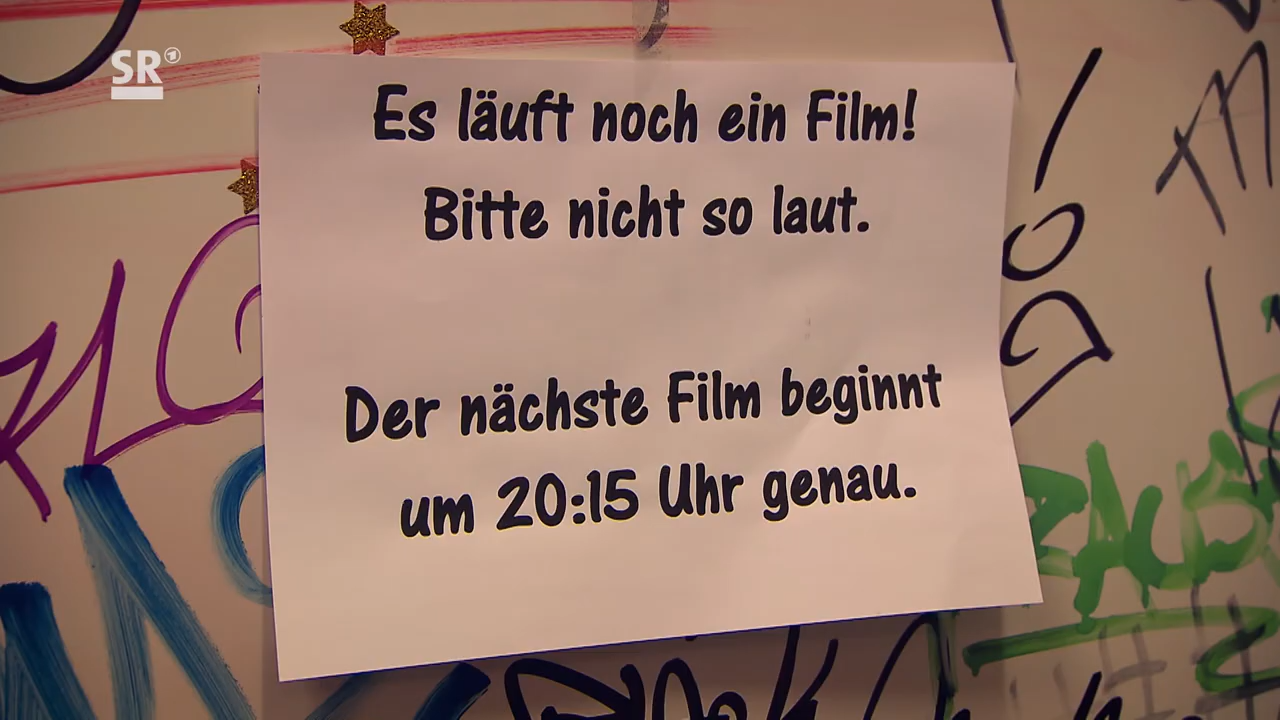 SR
Es läuft noch ein Film!
Bitte nicht so laut.
Der nächste Film beginnt
um 20:15 Uhr genau.